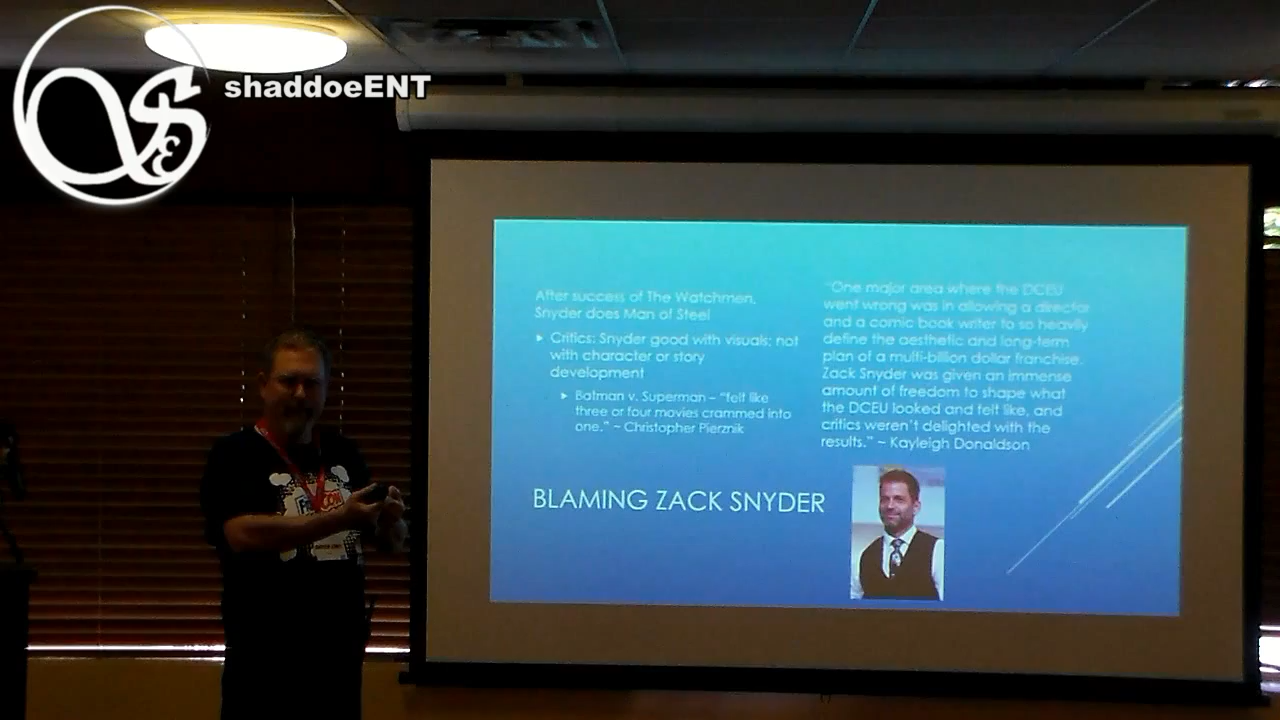 shaddoeENT
After success of The Watchmen,
Snyder does Man of Steel
Critics: Snyder good with visuals; not
with character or story
development
Batman v. Superman – "felt like
three or four movies crammed into
one." ~ Christopher Pierznik
"One major area where the DCEU
went wrong was in allowing a director
and a comic book writer to so heavily
define the aesthetic and long-term
plan of a multi-billion dollar franchise.
Zack Snyder was given an immense
amount of freedom to shape what
the DCEU looked and felt like, and
critics weren't delighted with the
results." ~ Kayleigh Donaldson
BLAMING ZACK SNYDER